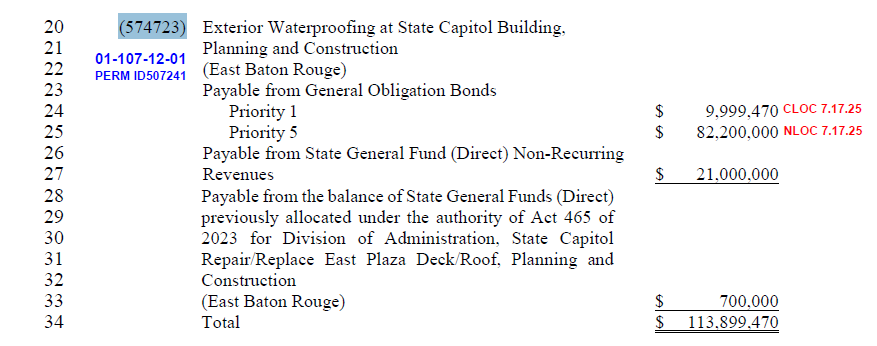 20 (574723) Exterior Waterproofing at State Capitol Building,
21 Planning and Construction
01-107-12-01
22 (East Baton Rouge)
PERM ID507241
23 Payable from General Obligation Bonds
24 Priority 1 $ 9,999,470 CLOC 7.17.25
25 Priority 5 $ 82,200,000 NLOC 7.17.25
26 Payable from State General Fund (Direct) Non-Recurring
27 Revenues $ 21,000,000
28 Payable from the balance of State General Funds (Direct)
29 previously allocated under the authority of Act 465 of
30 2023 for Division of Administration, State Capitol
31 Repair/Replace East Plaza Deck/Roof, Planning and
32 Construction
33 (East Baton Rouge) $ 700,000
34 Total $ 113,899,470